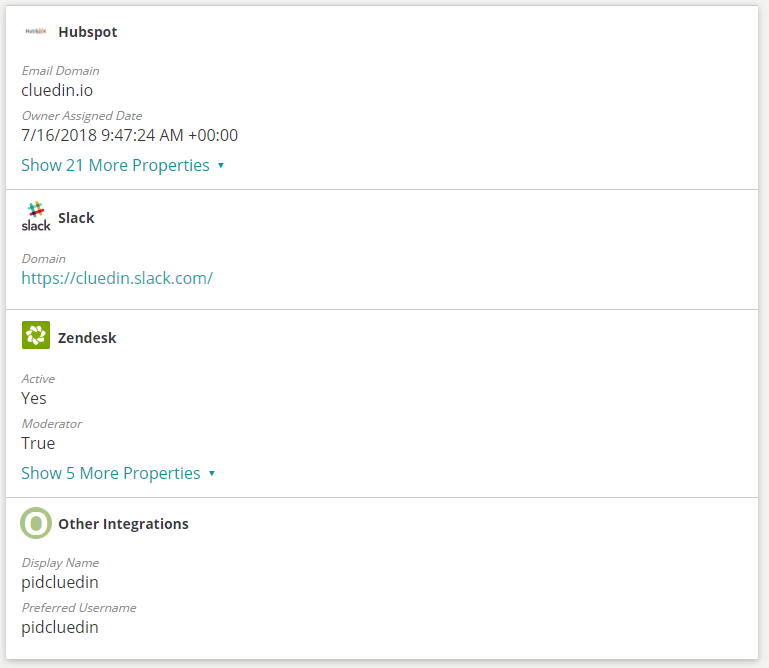 HubSpot Hubspot
Email Domain
cluedin.io
Owner Assigned Date
7/16/2018 9:47:24 AM +00:00
Show 21 More Properties ▾
slack Slack
Domain
https://cluedin.slack.com/
Zendesk
Active
Yes
Moderator
True
Show 5 More Properties ▾
O Other Integrations
Display Name
pidcluedin
Preferred Username
pidcluedin